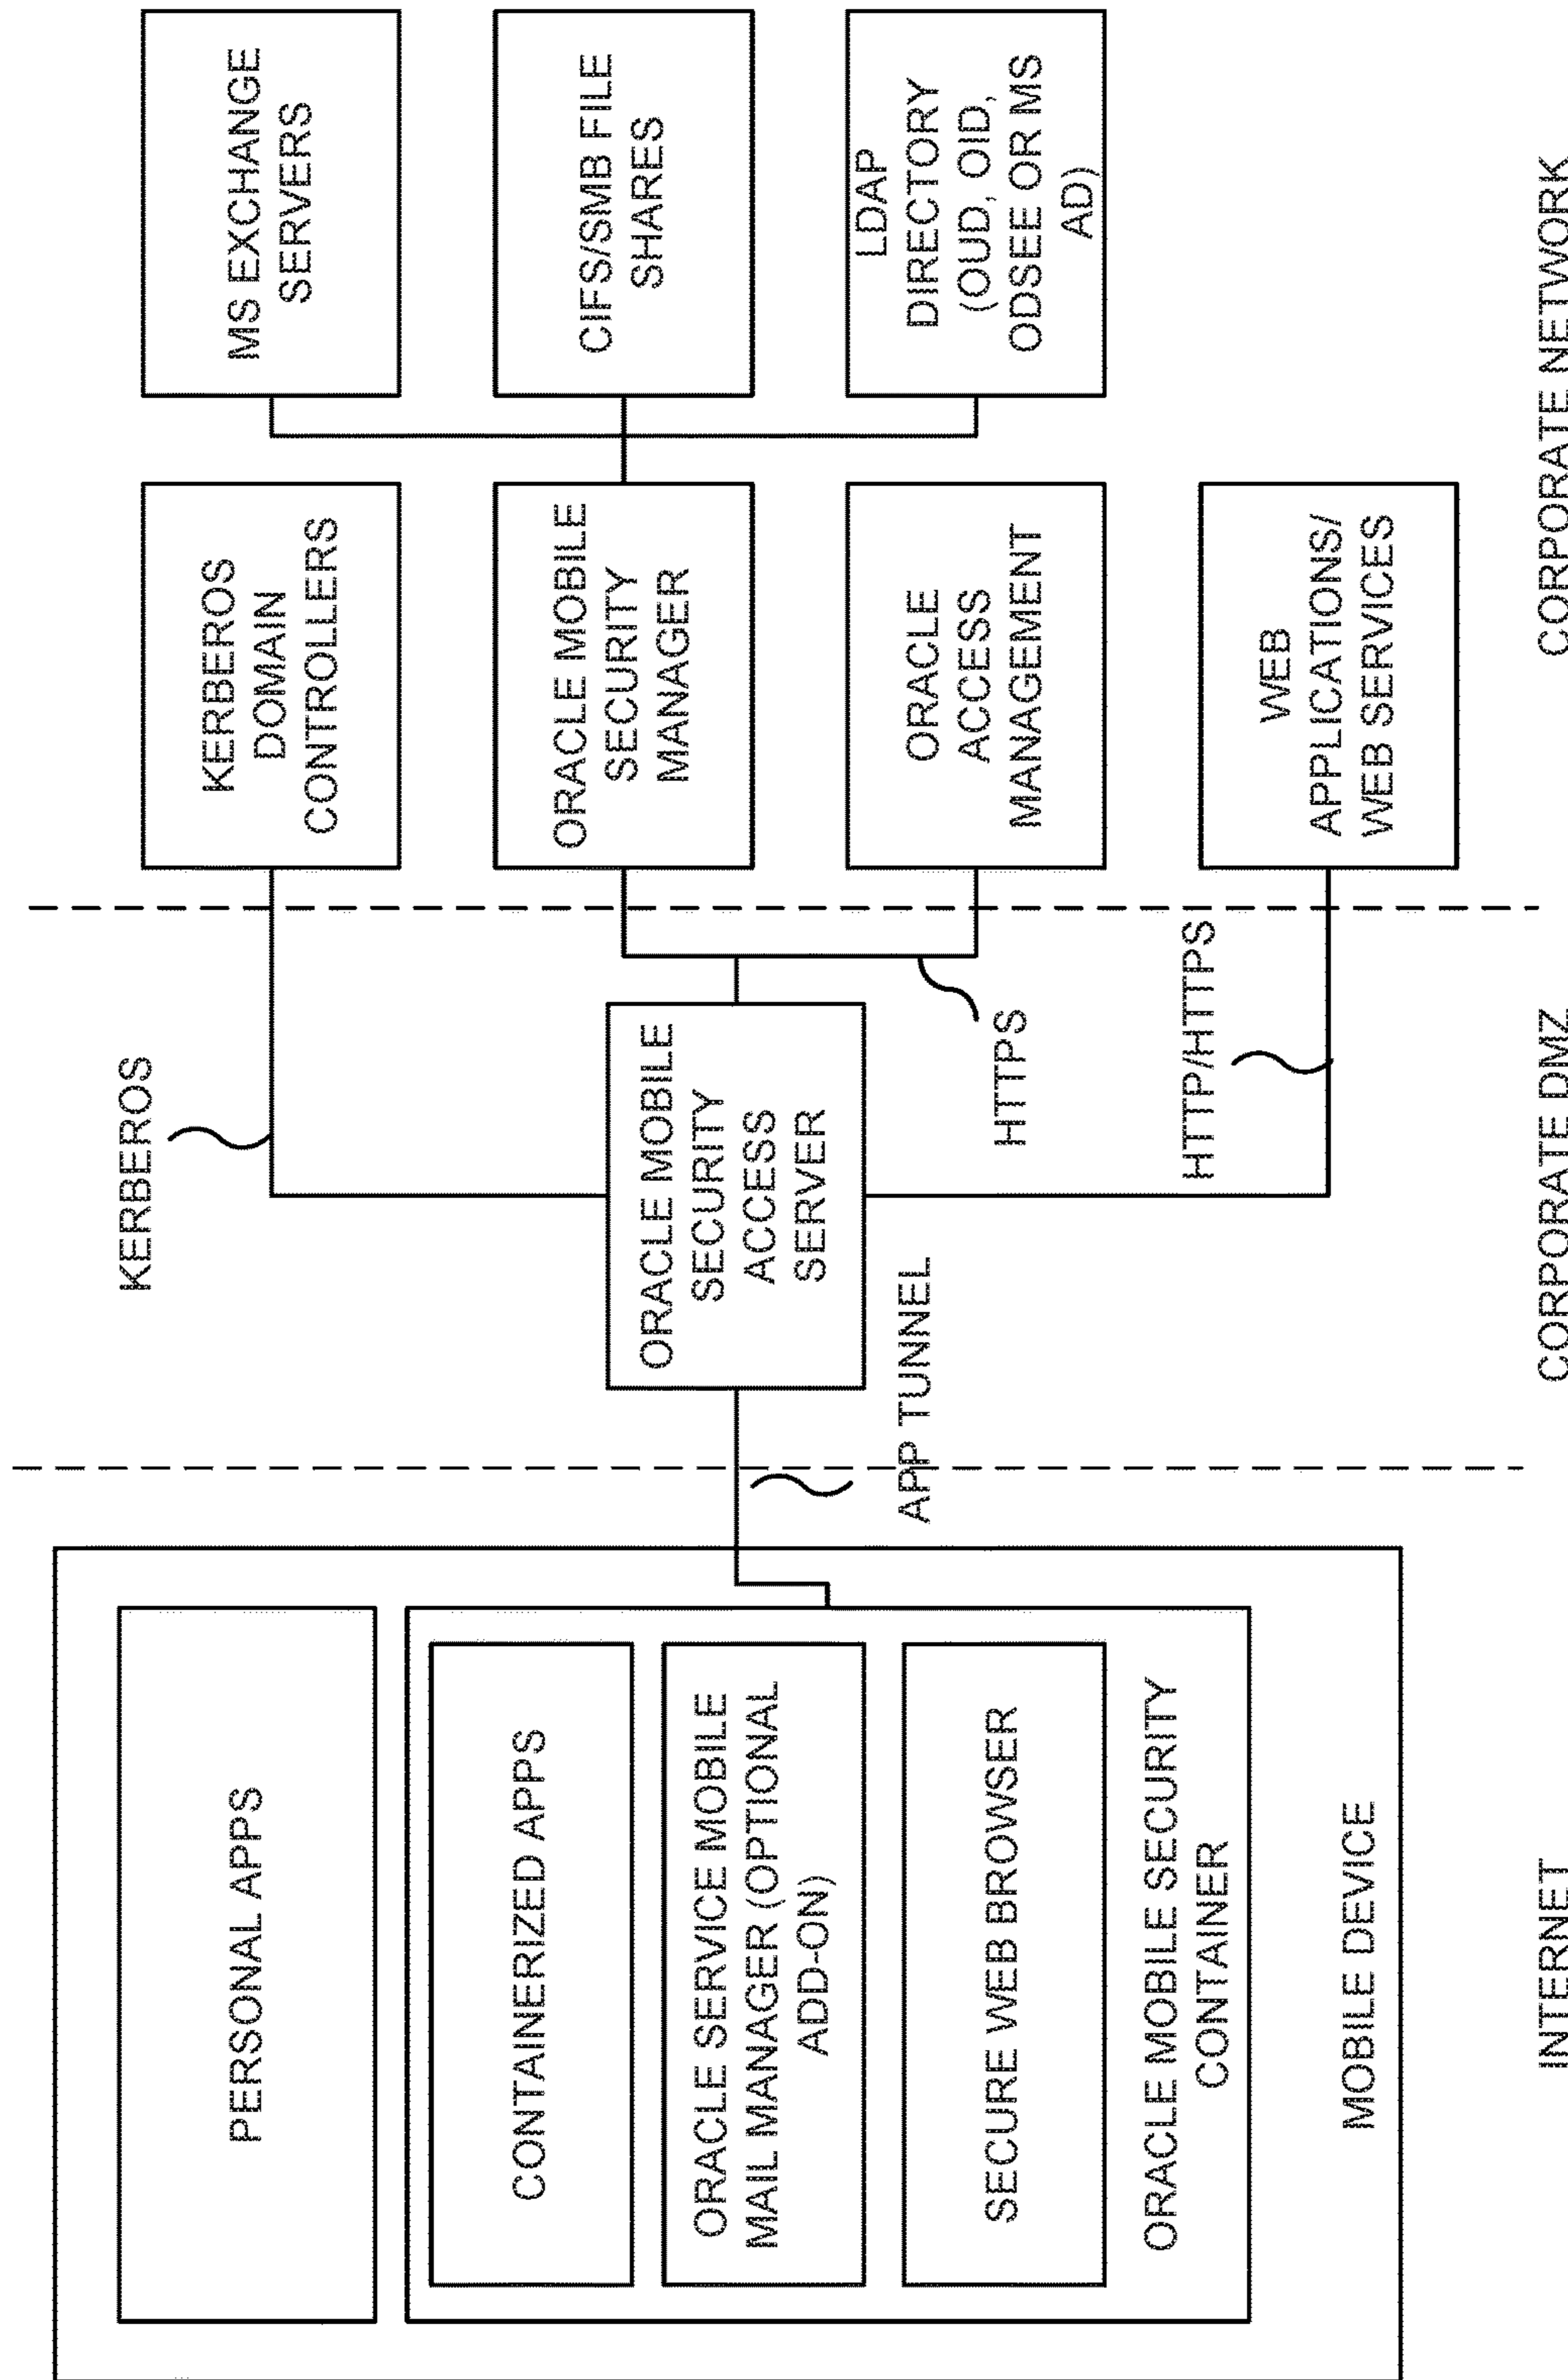 PERSONAL APPS
CONTAINERIZED APPS
ORACLE SERVICE MOBILE
MAIL MANAGER (OPTIONAL
ADD-ON)
SECURE WEB BROWSER
ORACLE MOBILE SECURITY
CONTAINER
MOBILE DEVICE
INTERNET
APP TUNNEL
KERBEROS
ORACLE MOBILE
SECURITY
ACCESS
SERVER
HTTPS
HTTP/HTTPS
CORPORATE DMZ
KERBEROS
DOMAIN
CONTROLLERS
ORACLE MOBILE
SECURITY
MANAGER
ORACLE
ACCESS
MANAGEMENT
WEB
APPLICATIONS/
WEB SERVICES
MS EXCHANGE
SERVERS
CIFS/SMB FILE
SHARES
LDAP
DIRECTORY
(OUD, OID,
ODSEE OR MS
AD)
CORPORATE NETWORK